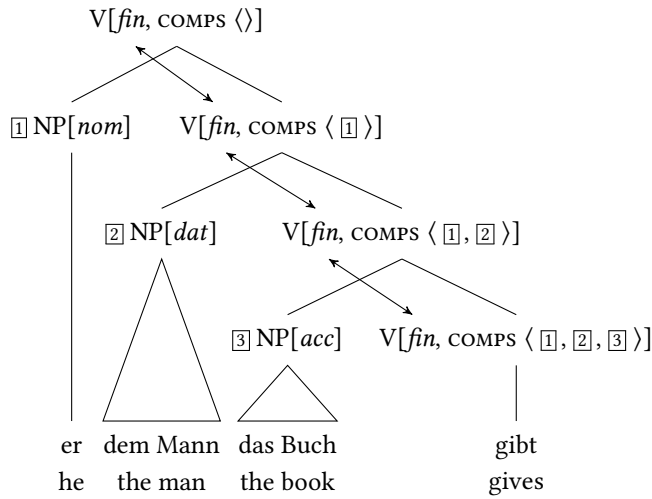 V[fin, COMPS ⟨⟩]
1 NP[nom] V[fin, COMPS ⟨ 1 ⟩]
2 NP[dat] V[fin, COMPS ⟨ 1 , 2 ⟩]
3 NP[acc] V[fin, COMPS ⟨ 1 , 2 , 3 ⟩]
er dem Mann das Buch gibt
he the man the book gives